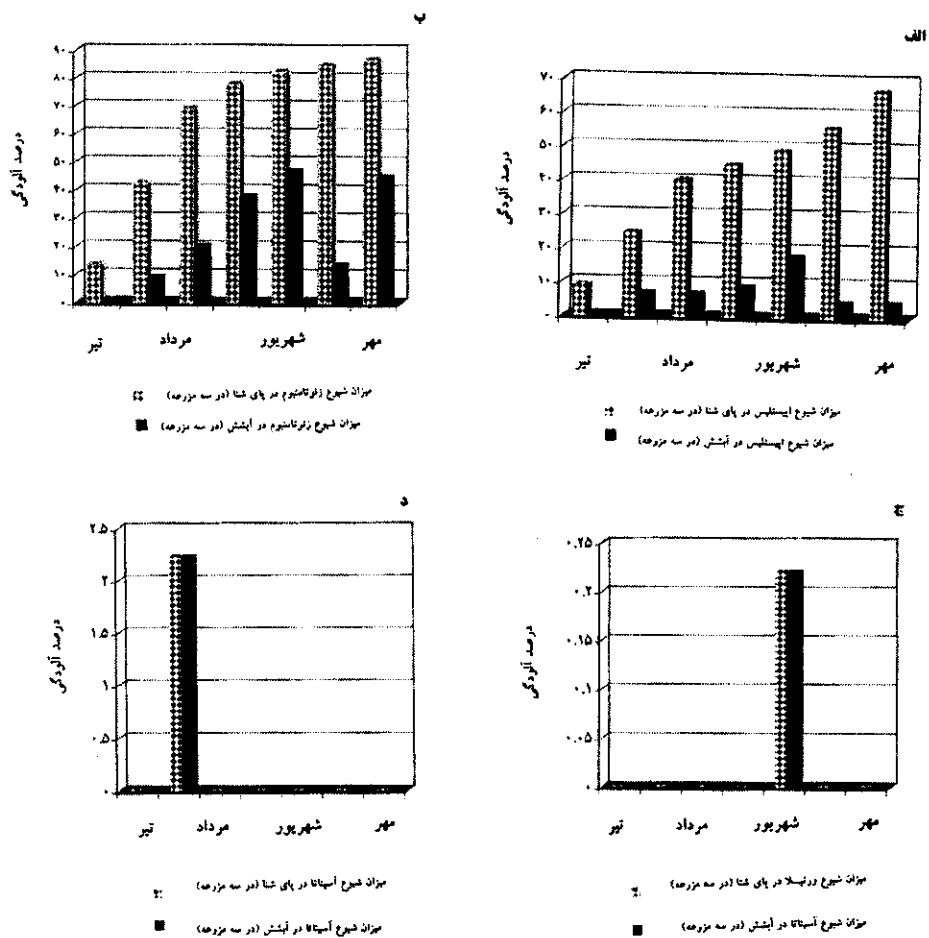 الف
درصد آلودگی
۷۰
۶۰
۵۰
۴۰
۳۰
۲۰
۱۰
-
تیر مرداد شهریور مهر
میزان شیوع اپیستلیس در پای شنا (در سه مزرعه)
میزان شیوع اپیستلیس در آبشش (در سه مزرعه)
ب
درصد آلودگی
۹۰
۸۰
۷۰
۶۰
۵۰
۴۰
۳۰
۲۰
۱۰
۰
تیر مرداد شهریور مهر
میزان شیوع زئوتامنیوم در پای شنا (در سه مزرعه)
میزان شیوع زئوتامنیوم در آبشش (در سه مزرعه)
ج
درصد آلودگی
۰.۲۵
۰.۲
۰.۱۵
۰.۱
۰.۰۵
۰
تیر مرداد شهریور مهر
میزان شیوع ورتیسلا در پای شنا (در سه مزرعه)
میزان شیوع آسیناتا در آبشش (در سه مزرعه)
د
درصد آلودگی
۲.۵
۲
۱.۵
۱
۰.۵
۰
تیر مرداد شهریور مهر
میزان شیوع آسیناتا در پای شنا (در سه مزرعه)
میزان شیوع آسیناتا در آبشش (در سه مزرعه)